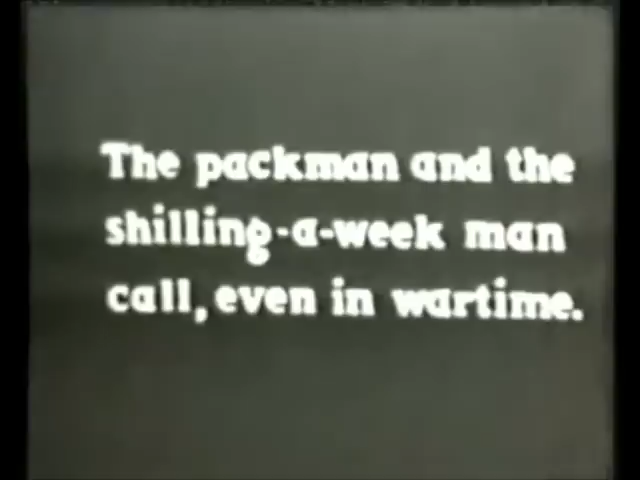 The packman and the
shilling-a-week man
call, even in wartime.